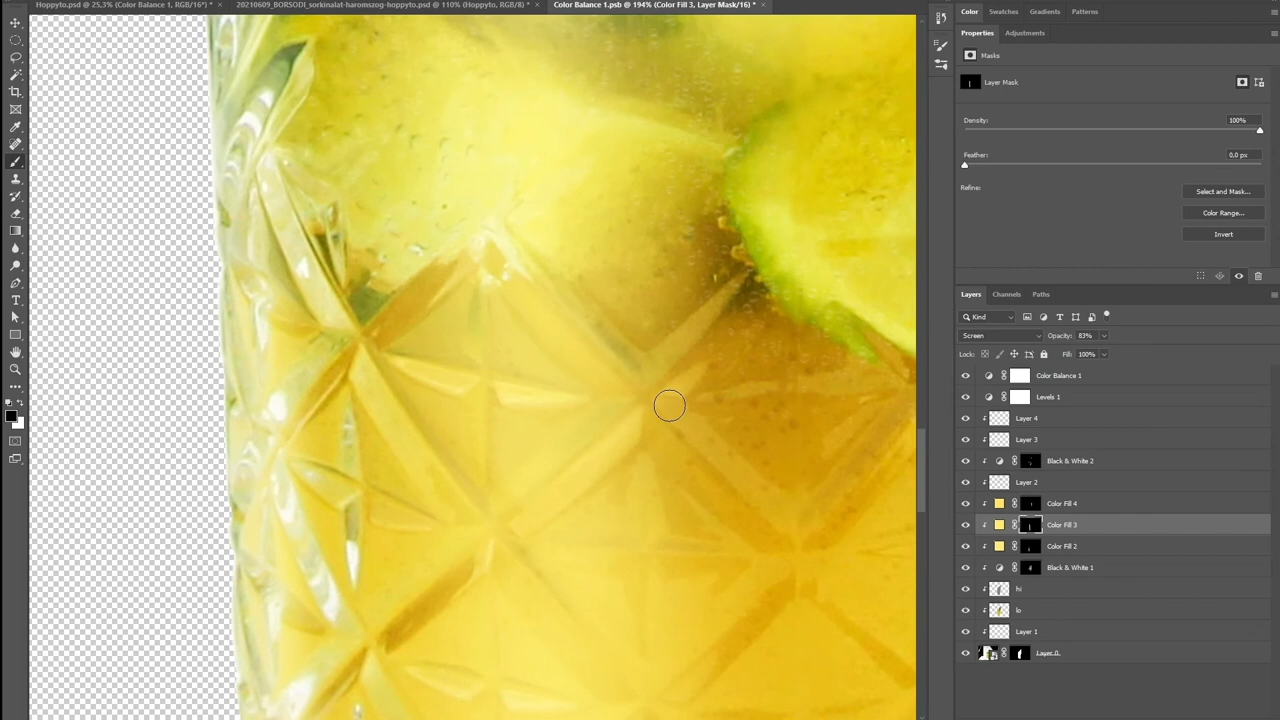 Hoppyto.psd @ 25,3% (Color Balance 1, RGB/16*) * ×
20210609_BORSODI_sorkinalat-haromszog-hoppyto.psd @ 110% (Hoppyto, RGB/8) * ×
Color Balance 1.psb @ 194% (Color Fill 3, Layer Mask/16) * ×
Color Swatches Gradients Patterns
Properties Adjustments
Masks
Layer Mask
Density: 100%
Feather: 0,0 px
Refine:
Select and Mask...
Color Range...
Invert
Layers Channels Paths
Kind
Screen Opacity: 83%
Lock: Fill: 100%
Color Balance 1
Levels 1
Layer 4
Layer 3
Black & White 2
Layer 2
Color Fill 4
Color Fill 3
Color Fill 2
Black & White 1
hi
lo
Layer 1
Layer 0